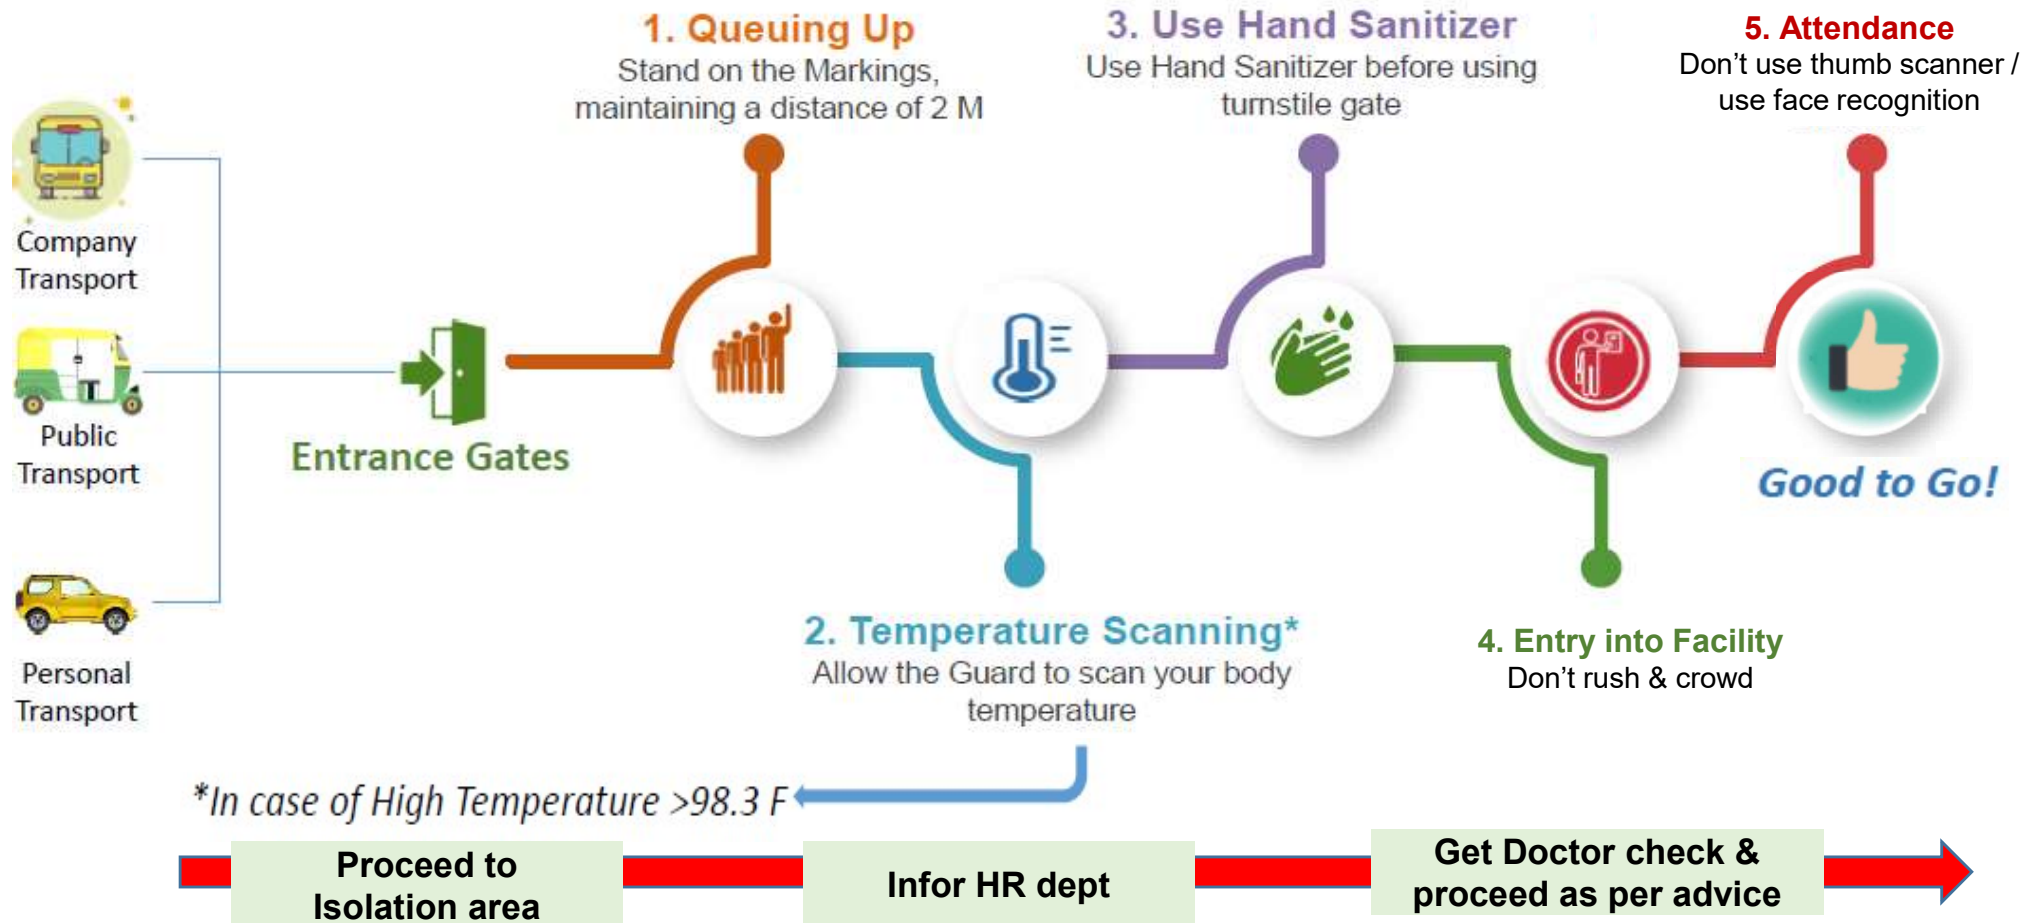 1. Queuing Up
Stand on the Markings,
maintaining a distance of 2 M
3. Use Hand Sanitizer
Use Hand Sanitizer before using
turnstile gate
5. Attendance
Don't use thumb scanner /
use face recognition
Company
Transport
Public
Transport
Personal
Transport
Entrance Gates
Good to Go!
2. Temperature Scanning*
Allow the Guard to scan your body
temperature
4. Entry into Facility
Don't rush & crowd
*In case of High Temperature >98.3 F
Proceed to
Isolation area
Infor HR dept
Get Doctor check &
proceed as per advice